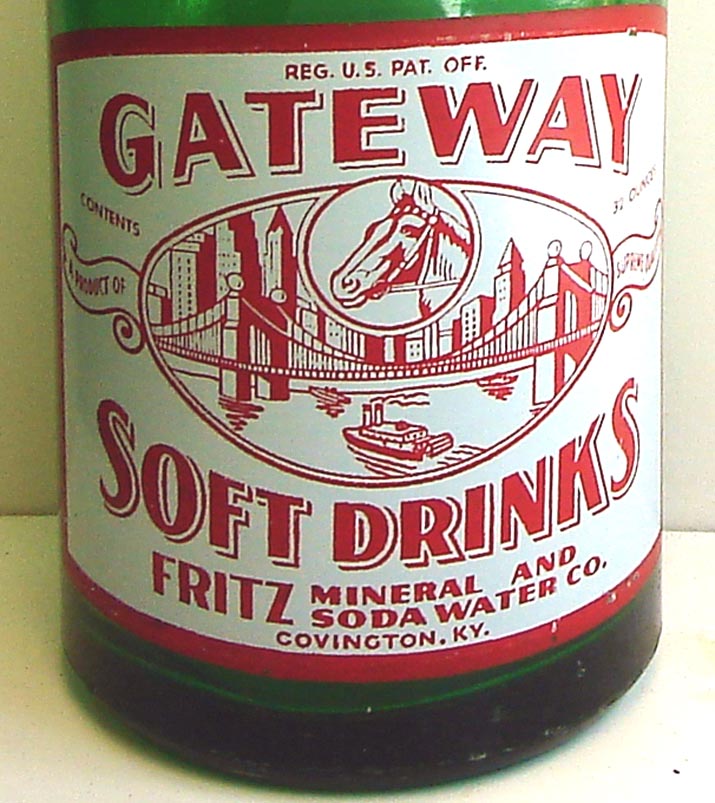 REG. U.S. PAT. OFF.
GATEWAY
CONTENTS
32 OUNCES
A PRODUCT OF
SUPREME
SOFT DRINKS
FRITZ MINERAL AND
SODA WATER CO.
COVINGTON, KY.